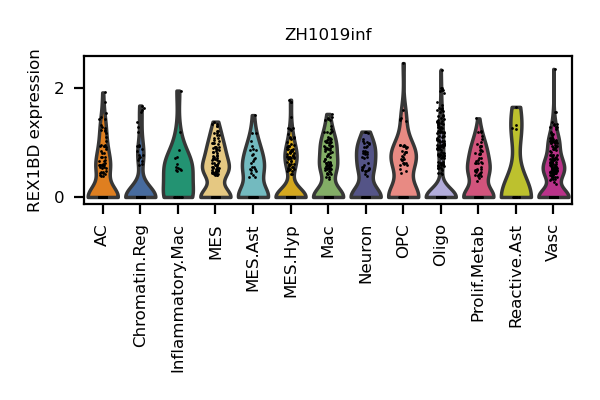 ZH1019inf
REX1BD expression
2
0
AC
Chromatin.Reg
Inflammatory.Mac
MES
MES.Ast
MES.Hyp
Mac
Neuron
OPC
Oligo
Prolif.Metab
Reactive.Ast
Vasc